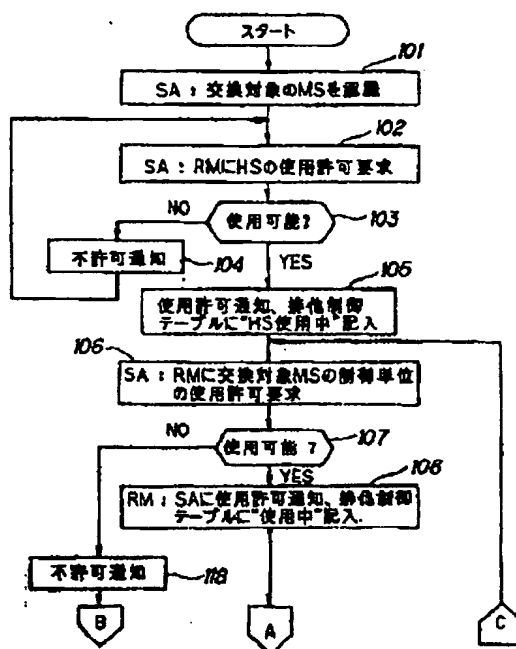 スタート
101
SA:交換対象のMSを認識
102
SA:RMにHSの使用許可要求
NO
使用可能?
103
不許可通知
104
YES
105
使用許可通知、排他制御
テーブルに"HS使用中"記入
106
SA:RMに交換対象MSの制御単位
の使用許可要求
NO
使用可能?
107
YES
108
RM:SAに使用許可通知、排他制御
テーブルに"使用中"記入.
不許可通知
118
B
A
C